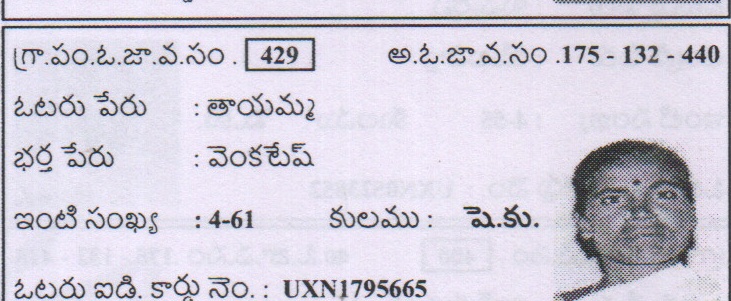 గ్రా.పం.ఓ.జా.వ.సం . 429 అ.ఓ.జా.వ.సం .175 - 132 - 440
ఓటరు పేరు : తాయమ్మ
భర్త పేరు : వెంకటేష్
ఇంటి సంఖ్య : 4-61 కులము : షె.కు.
ఓటరు ఐడి. కార్డు నెం. : UXN1795665